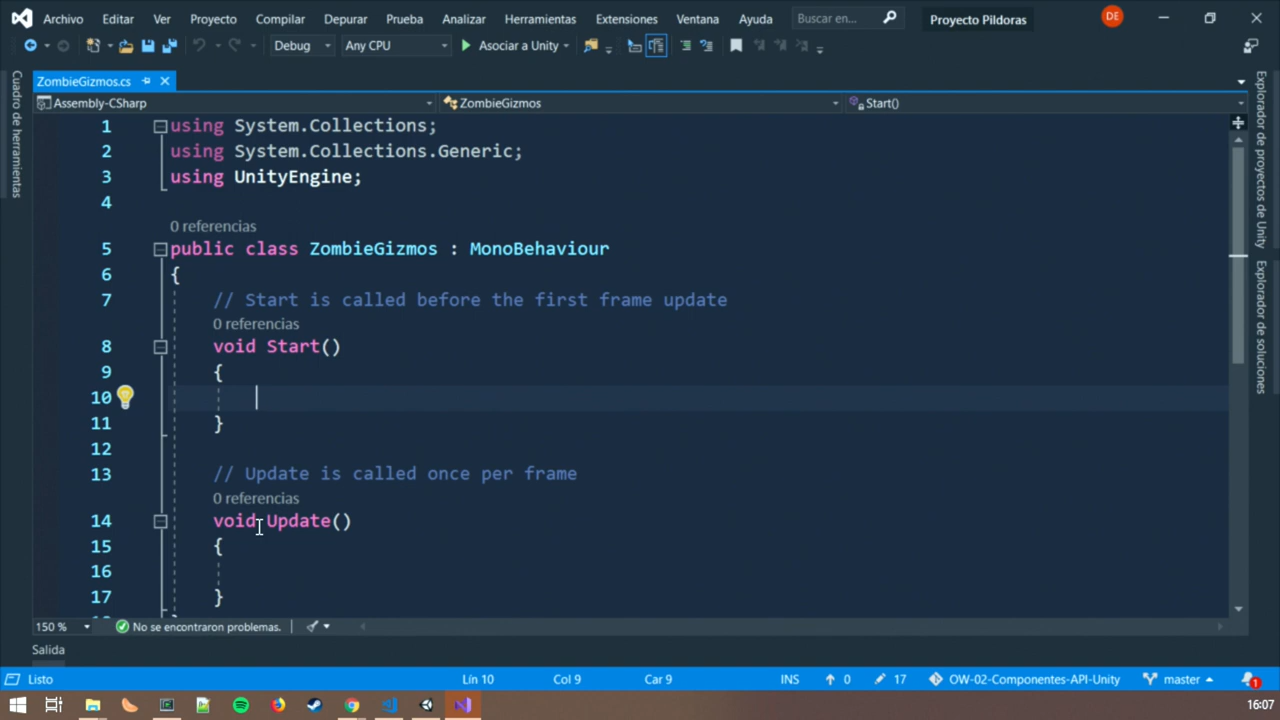 Archivo Editar Ver Proyecto Compilar Depurar Prueba Analizar Herramientas Extensiones Ventana Ayuda Buscar en... Proyecto Pildoras DE
Debug Any CPU Asociar a Unity
ZombieGizmos.cs
Assembly-CSharp ZombieGizmos Start()
Cuadro de herramientas
Explorador de proyectos de Unity
Explorador de soluciones
1 using System.Collections;
2 using System.Collections.Generic;
3 using UnityEngine;
4
0 referencias
5 public class ZombieGizmos : MonoBehaviour
6 {
7 // Start is called before the first frame update
0 referencias
8 void Start()
9 {
10
11 }
12
13 // Update is called once per frame
0 referencias
14 void Update()
15 {
16
17 }
150 % No se encontraron problemas.
Salida
Listo Lín 10 Col 9 Car 9 INS 0 17 OW-02-Componentes-API-Unity master 1
16:07